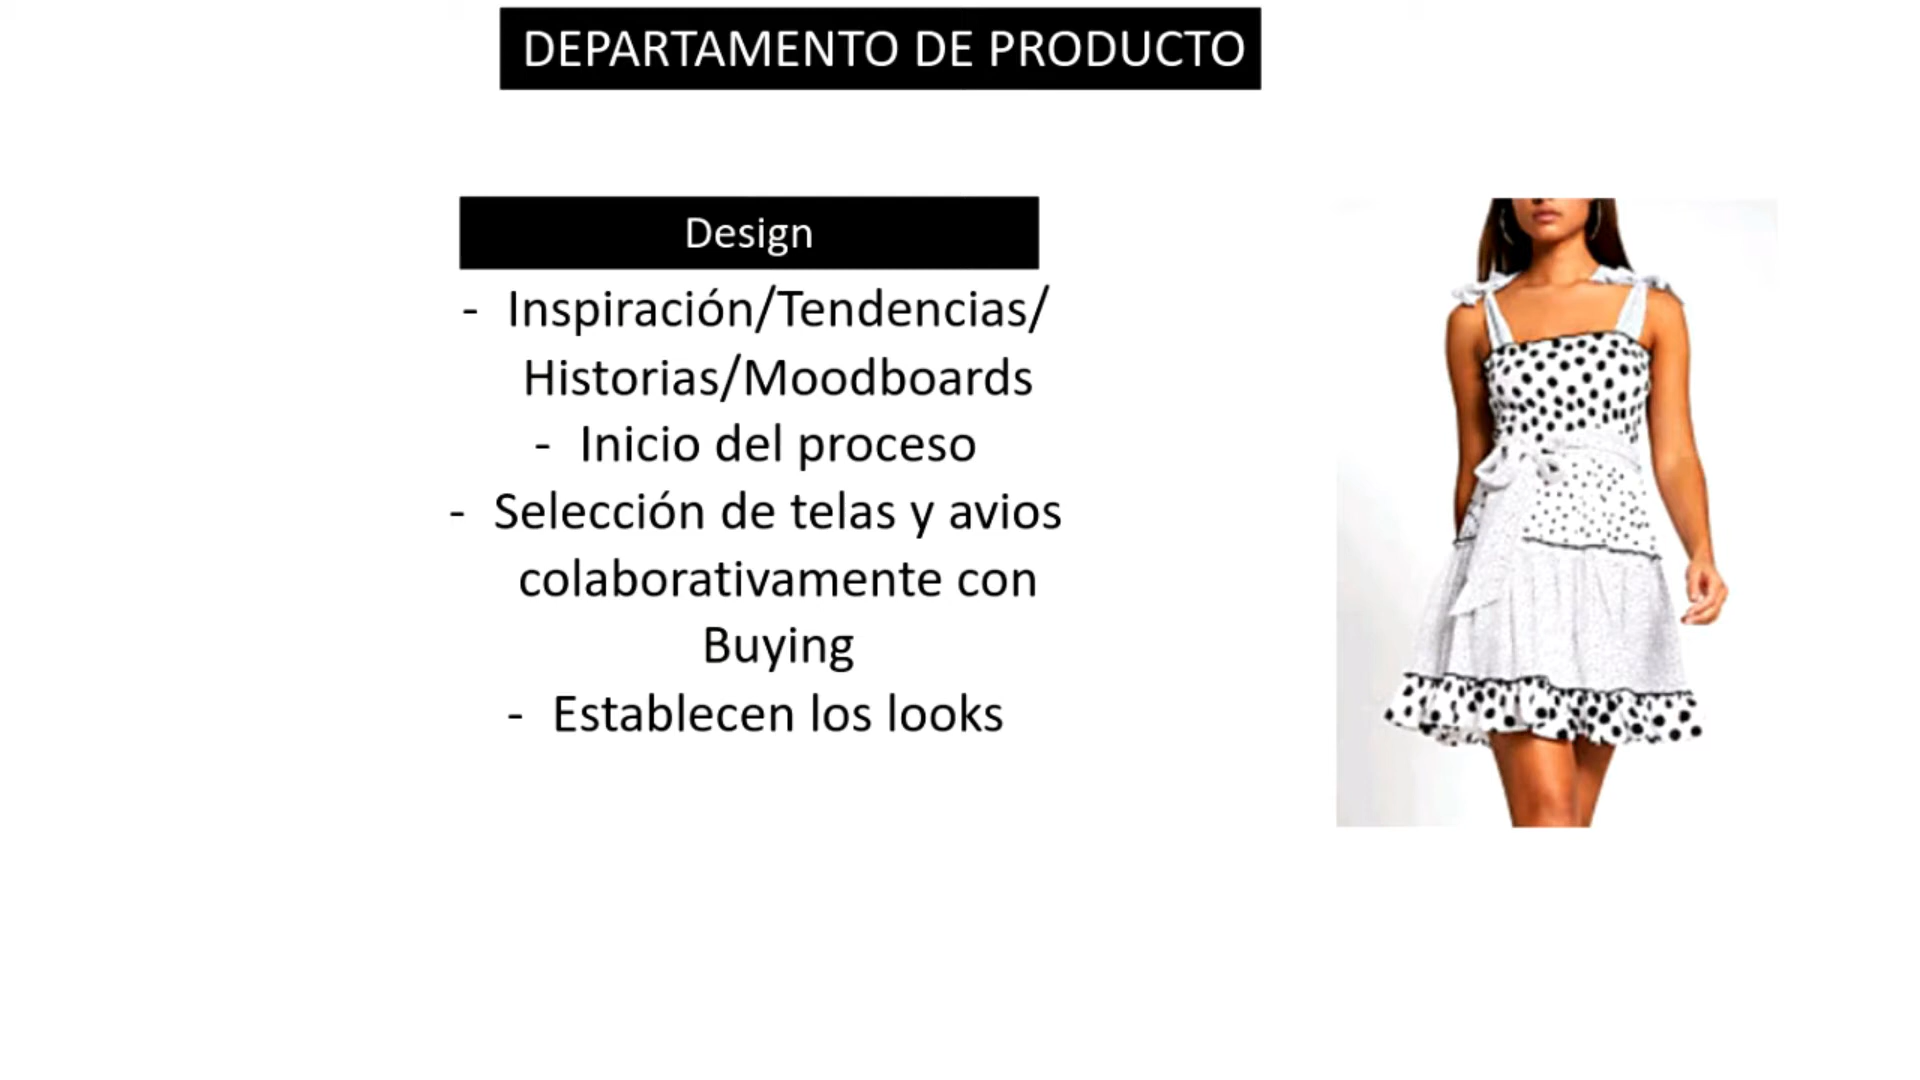 DEPARTAMENTO DE PRODUCTO
Design
- Inspiración/Tendencias/
Historias/Moodboards
- Inicio del proceso
- Selección de telas y avios
colaborativamente con
Buying
- Establecen los looks